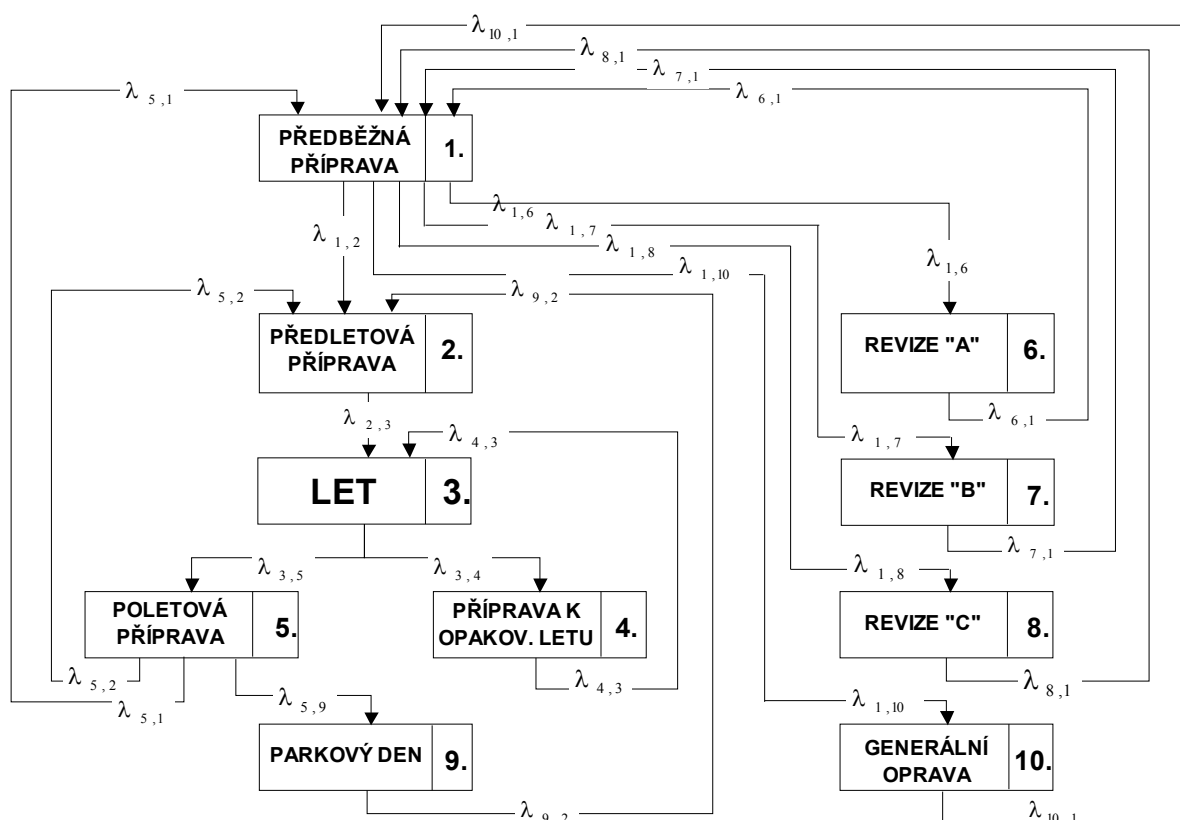 λ 10 , 1
λ 8 , 1
λ 7 , 1
λ 5 , 1
λ 6 , 1
PŘEDBĚŽNÁ
PŘÍPRAVA
1.
λ 1 , 6
λ 1 , 7
λ 1 , 2
λ 1 , 8
λ 1 , 10
λ 1 , 6
λ 5 , 2
λ 9 , 2
PŘEDLETOVÁ
PŘÍPRAVA
2.
REVIZE "A"
6.
λ 2 , 3
λ 4 , 3
λ 6 , 1
λ 1 , 7
LET
3.
REVIZE "B"
7.
λ 7 , 1
λ 3 , 5
λ 3 , 4
λ 1 , 8
POLETOVÁ
PŘÍPRAVA
5.
PŘÍPRAVA K
OPAKOV. LETU
4.
REVIZE "C"
8.
λ 5 , 2
λ 4 , 3
λ 8 , 1
λ 5 , 1
λ 5 , 9
λ 1 , 10
PARKOVÝ DEN
9.
GENERÁLNÍ
OPRAVA
10.
λ 9 , 2
λ 10 , 1